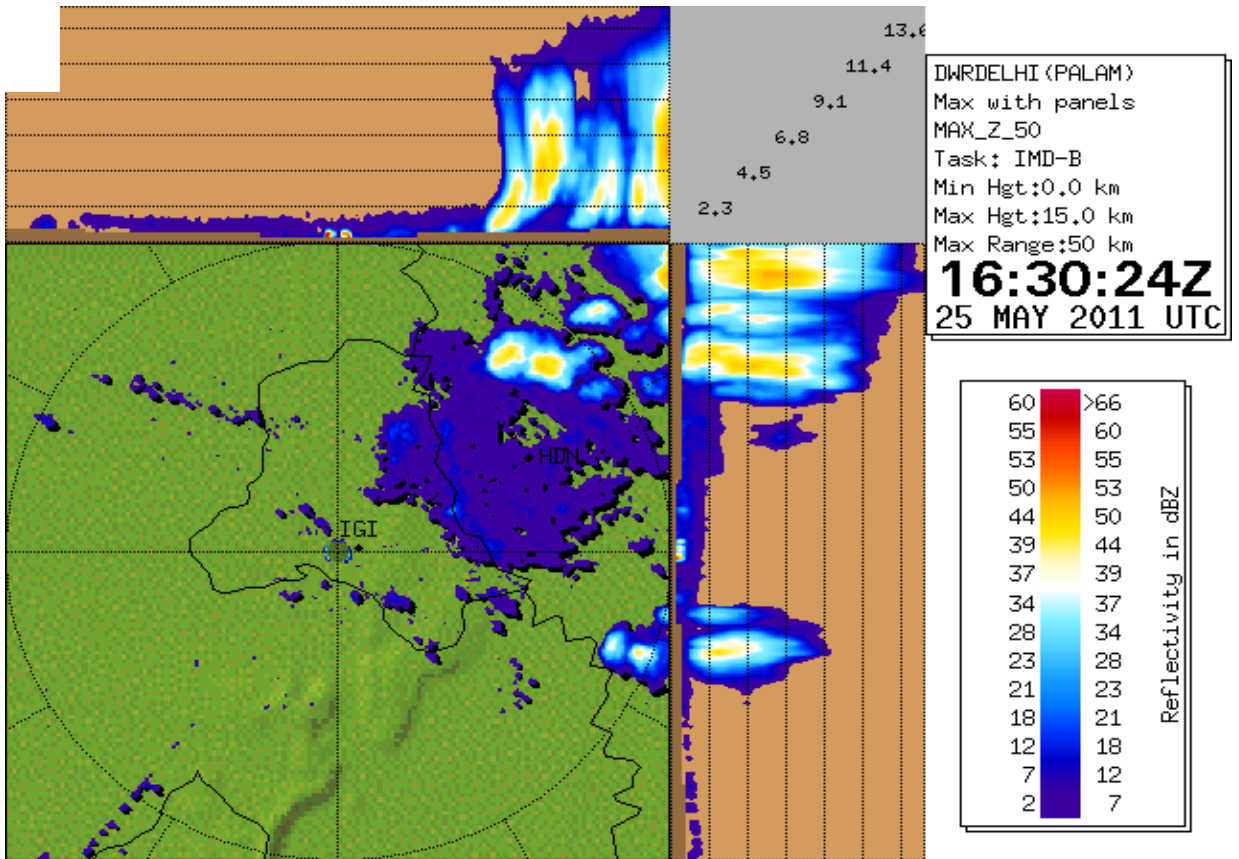 13.6
11.4
9.1
6.8
4.5
2.3
DWRDELHI(PALAM)
Max with panels
MAX_Z_50
Task: IMD-B
Min Hgt:0.0 km
Max Hgt:15.0 km
Max Range:50 km
16:30:24Z
25 MAY 2011 UTC
HDN
IGI
60 >66
55 60
53 55
50 53
44 50
39 44
37 39
34 37
28 34
23 28
21 23
18 21
12 18
7 12
2 7
Reflectivity in dBZ